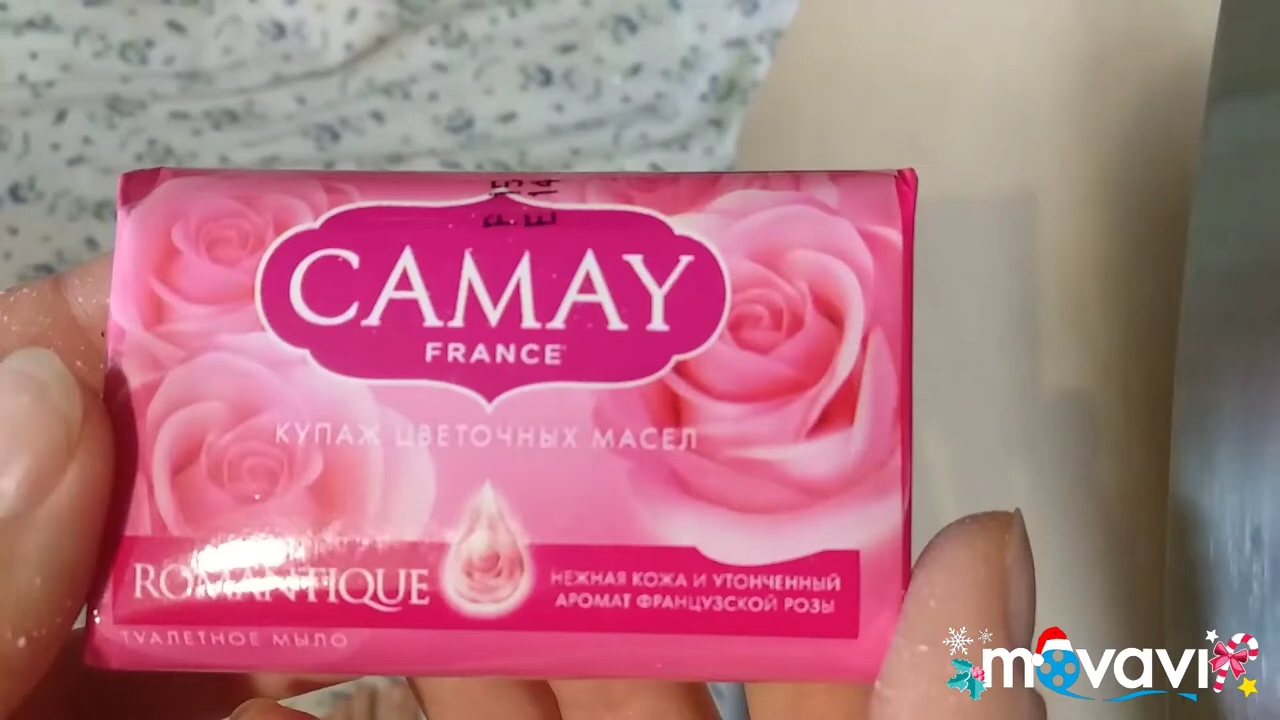 CAMAY
FRANCE
КУПАЖ ЦВЕТОЧНЫХ МАСЕЛ
ROMANTIQUE
НЕЖНАЯ КОЖА И УТОНЧЕННЫЙ
АРОМАТ ФРАНЦУЗСКОЙ РОЗЫ
ТУАЛЕТНОЕ МЫЛО
movavi